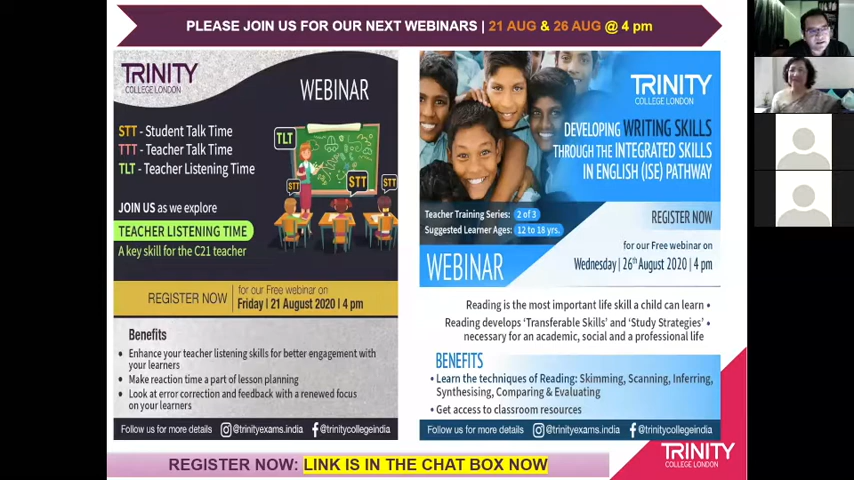 PLEASE JOIN US FOR OUR NEXT WEBINARS | 21 AUG & 26 AUG @ 4 pm
TRINITY
COLLEGE LONDON
WEBINAR
STT - Student Talk Time
TTT - Teacher Talk Time
TLT - Teacher Listening Time
TLT
STT
STT
STT
JOIN US as we explore
TEACHER LISTENING TIME
A key skill for the C21 teacher
REGISTER NOW
for our Free webinar on
Friday | 21 August 2020 | 4 pm
Benefits
• Enhance your teacher listening skills for better engagement with
your learners
• Make reaction time a part of lesson planning
• Look at error correction and feedback with a renewed focus
on your learners
Follow us for more details @trinityexams.india @trinitycollegeindia
TRINITY
COLLEGE LONDON
DEVELOPING WRITING SKILLS
THROUGH THE INTEGRATED SKILLS
IN ENGLISH (ISE) PATHWAY
Teacher Training Series: 2 of 3
Suggested Learner Ages: 12 to 18 yrs.
REGISTER NOW
WEBINAR
for our Free webinar on
Wednesday | 26th August 2020 | 4 pm
Reading is the most important life skill a child can learn •
Reading develops ‘Transferable Skills’ and ‘Study Strategies’ •
necessary for an academic, social and a professional life
BENEFITS
• Learn the techniques of Reading: Skimming, Scanning, Inferring,
Synthesising, Comparing & Evaluating
• Get access to classroom resources
Follow us for more details @trinityexams.india @trinitycollegeindia
REGISTER NOW: LINK IS IN THE CHAT BOX NOW
TRINITY
COLLEGE LONDON